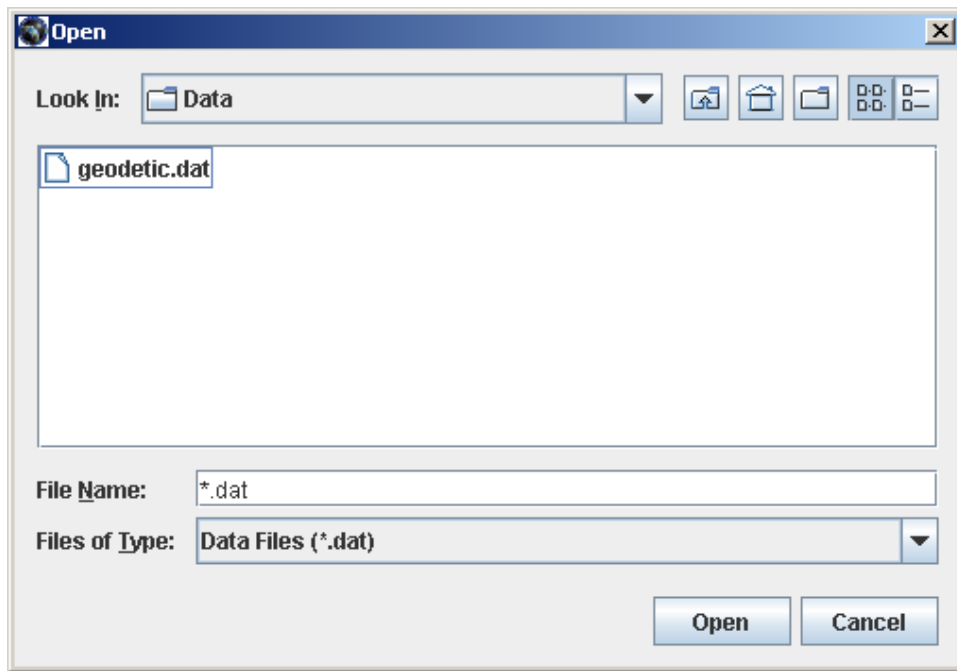 Open
Look In: Data
geodetic.dat
File Name: *.dat
Files of Type: Data Files (*.dat)
Open Cancel